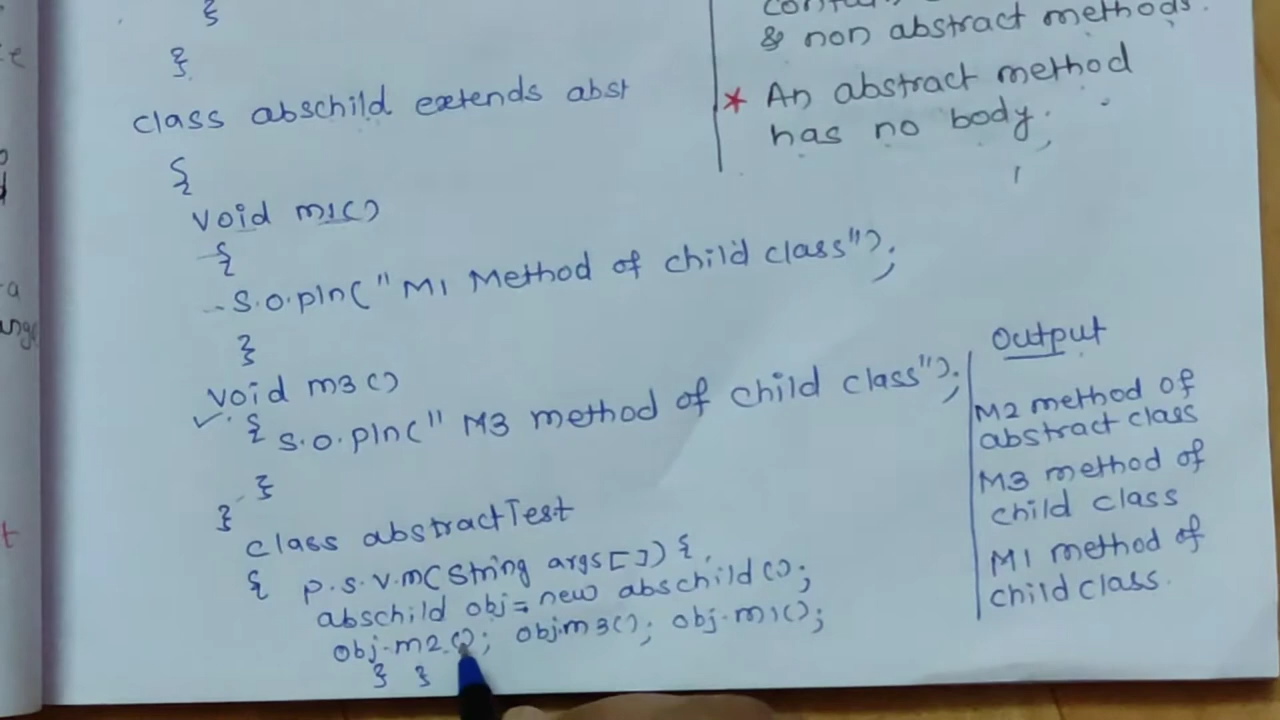 }
}
class abschild extends abst
{
void m1()
{
S.O.pln("M1 Method of child class");
}
void m3()
{ S.O.pln(" M3 method of child class");
}
}
class abstractTest
{ P.S.V.m(String args[]) {
abschild obj = new abschild();
obj.m2(); obj.m3(); obj.m1();
} }
& non abstract methods.
* An abstract method
has no body.
Output
M2 method of
abstract class
M3 method of
child class
M1 method of
child class.